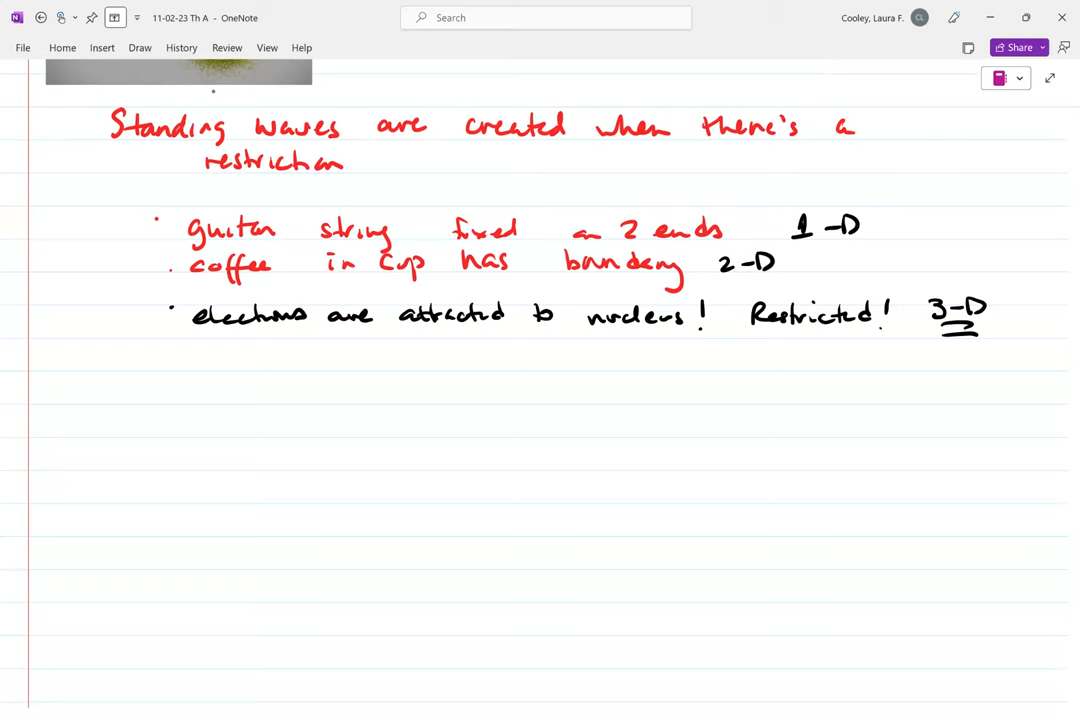 11-02-23 Th A - OneNote
Search
Cooley, Laura F.
CL
File Home Insert Draw History Review View Help
Share
Standing waves are created when there's a
restriction
· guitar string fixed on 2 ends 1-D
· coffee in cup has boundary 2-D
· electrons are attracted to nucleus! Restricted! 3-D